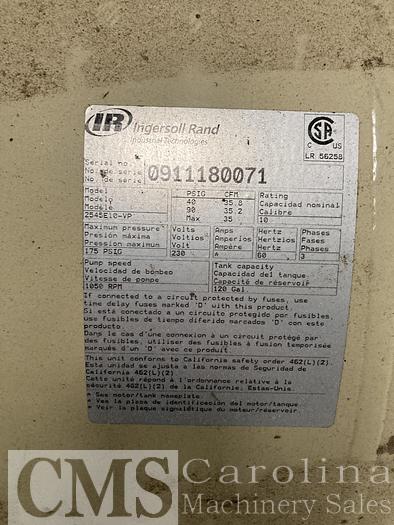 IR Ingersoll Rand
Industrial Technologies
C US
LR 56258
Serial no.
No. de serie
No. de série
0911180071
Model
Modelo
Modèle
2545E10-VP
PSIG CFM
40 35.8
90 35.2
Max 35
Rating
Capacidad nominal
Calibre
10
Maximum pressure
Presión máxima
Pression maximum
175 PSIG
Volts
Voltios
Volts
230
Amps
Amperios
Ampère
*
Hertz
Hertz
Hertz
60
Phases
Fases
Phases
3
Pump speed
Velocidad de bombeo
Vitesse de pompe
1050 RPM
Tank capacity
Capacidad del tanque
Capacité de réservoir
120 Gal.
If connected to a circuit protected by fuses, use
time delay fuses marked 'D' with this product.
Si está conectado a un circuito protegido con fusibles,
use fusibles de tiempo diferido marcados 'D' con este
producto.
Dans le cas d'une connexion à un circuit protégé par
des fusibles, utiliser des fusibles à fusion temporisée
marqués d'un 'D' avec ce produit.
This unit conforms to California safety order 462(L)(2).
Este unidad se ajusta a las normas de Seguridad de
California 462(L)(2).
Cette unité répond à l'ordonnance relative à la
sécurité 462(L)(2) de la Californie, Estas-Unis.
* See motor/tank nameplate.
* Vea la placa de identificación del motor/tanque
* Voir la plaque signalétique du moteur/réservoir
CMS Carolina
Machinery Sales